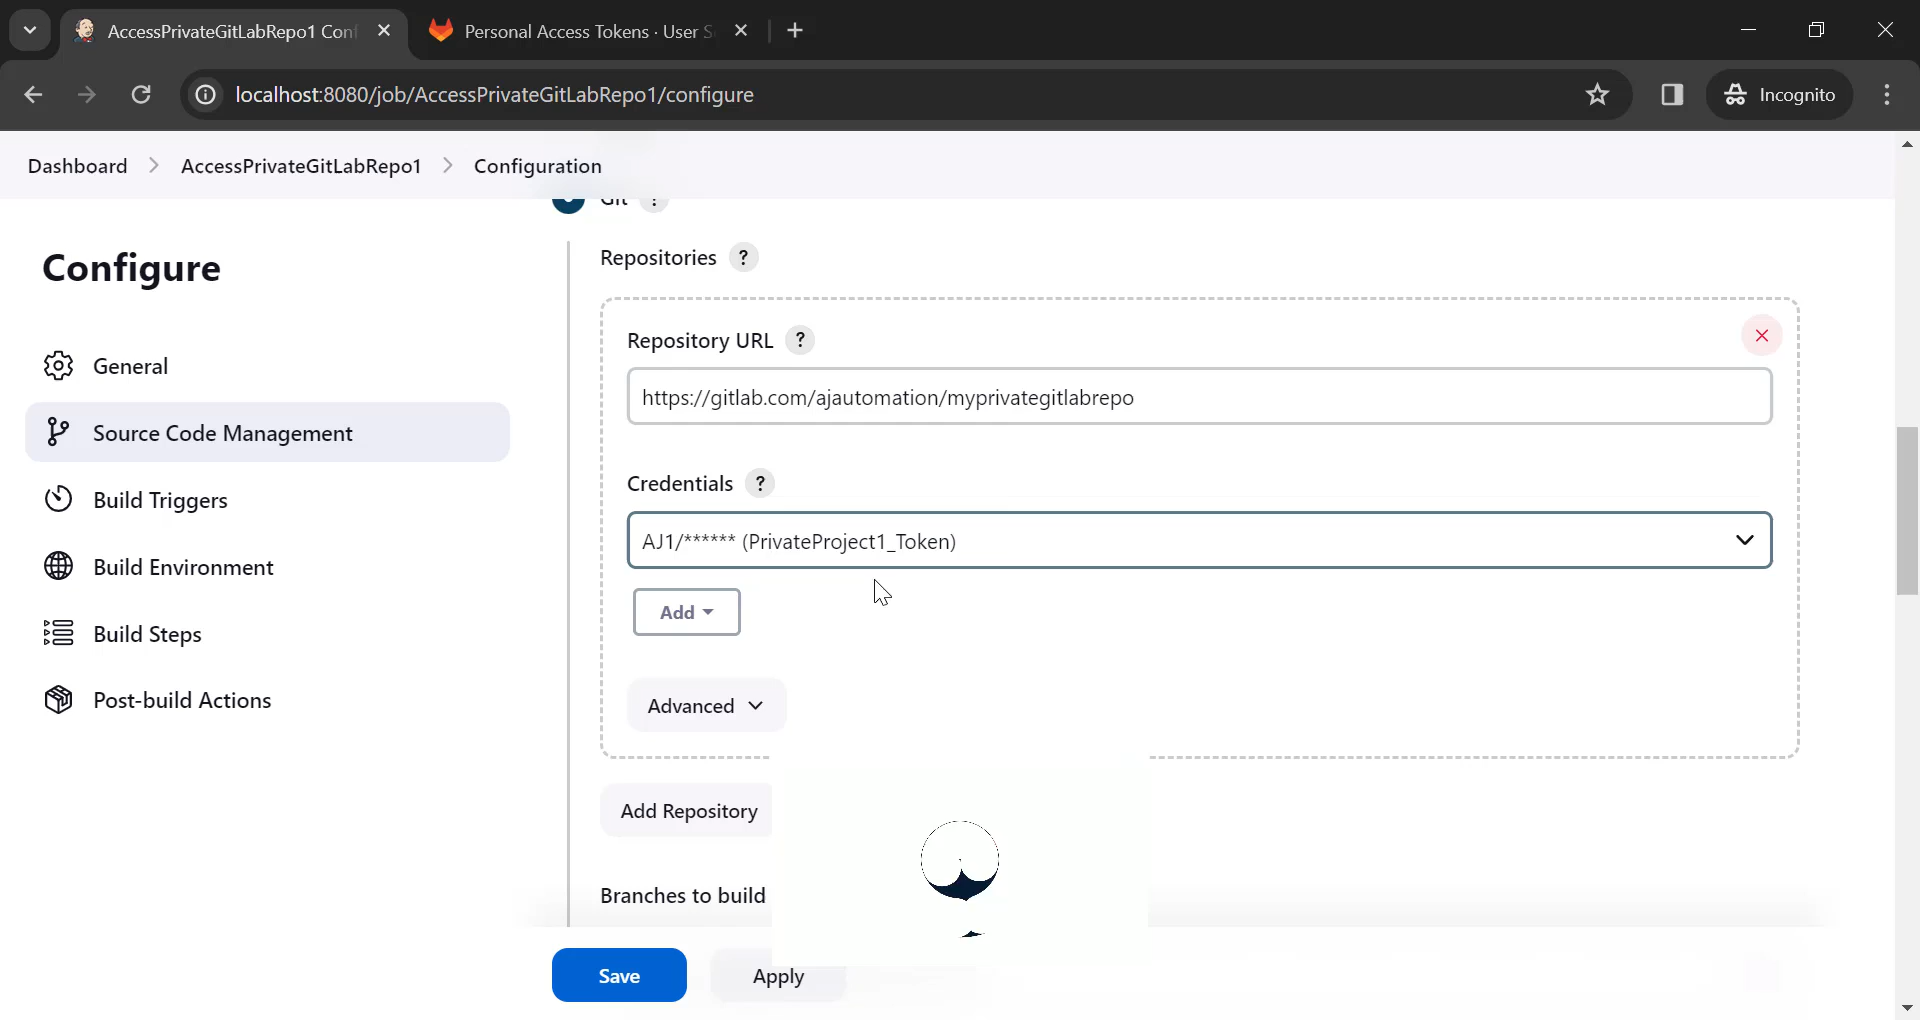 AccessPrivateGitLabRepo1 Con
Personal Access Tokens · User S
localhost:8080/job/AccessPrivateGitLabRepo1/configure
Incognito
Dashboard > AccessPrivateGitLabRepo1 > Configuration
Git ?
Configure
General
Source Code Management
Build Triggers
Build Environment
Build Steps
Post-build Actions
Repositories ?
Repository URL ?
https://gitlab.com/ajautomation/myprivategitlabrepo
Credentials ?
AJ1/****** (PrivateProject1_Token)
Add
Advanced
Add Repository
Branches to build
Save
Apply